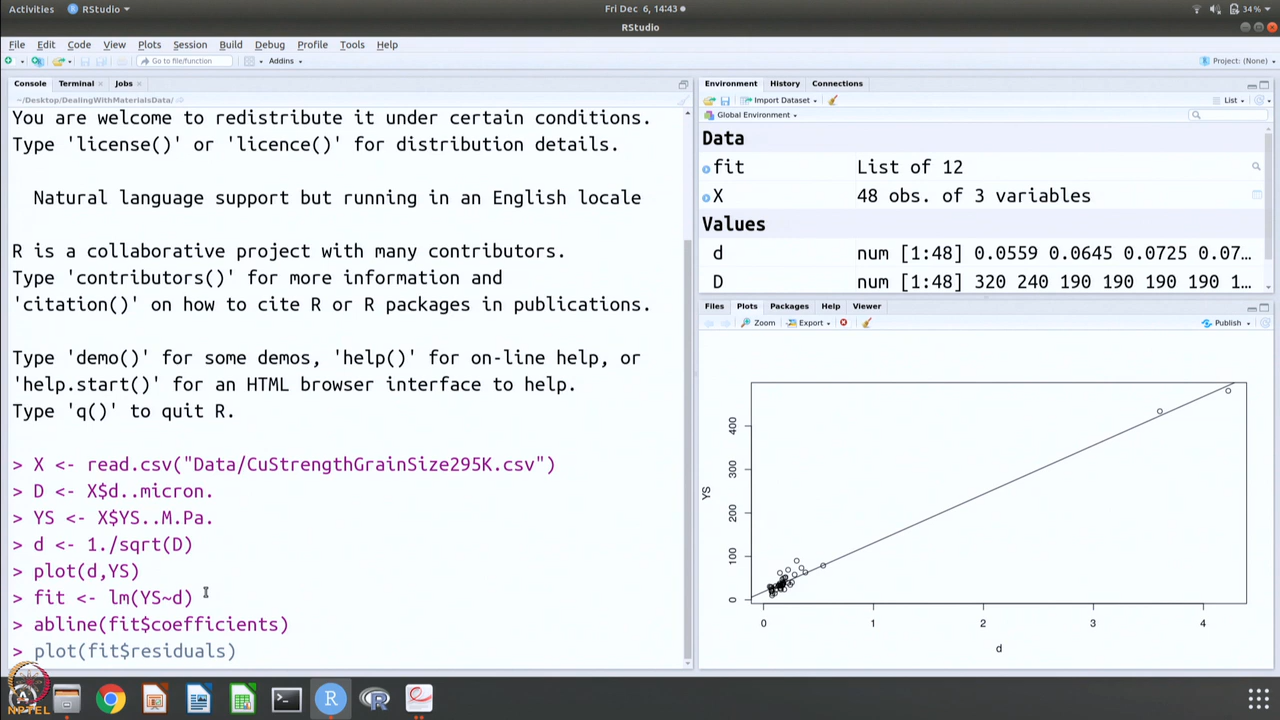 Activities RStudio Fri Dec 6, 14:43 34%
RStudio
File Edit Code View Plots Session Build Debug Profile Tools Help
Go to file/function Addins Project: (None)
Console Terminal Jobs
~/Desktop/DealingWithMaterialsData/
You are welcome to redistribute it under certain conditions.
Type 'license()' or 'licence()' for distribution details.
Natural language support but running in an English locale
R is a collaborative project with many contributors.
Type 'contributors()' for more information and
'citation()' on how to cite R or R packages in publications.
Type 'demo()' for some demos, 'help()' for on-line help, or
'help.start()' for an HTML browser interface to help.
Type 'q()' to quit R.
> X <- read.csv("Data/CuStrengthGrainSize295K.csv")
> D <- X$d..micron.
> YS <- X$YS..M.Pa.
> d <- 1./sqrt(D)
> plot(d,YS)
> fit <- lm(YS~d)
> abline(fit$coefficients)
> plot(fit$residuals)
Environment History Connections
Import Dataset List
Global Environment
Data
fit List of 12
X 48 obs. of 3 variables
Values
d num [1:48] 0.0559 0.0645 0.0725 0.07...
D num [1:48] 320 240 190 190 190 190 1...
Files Plots Packages Help Viewer
Zoom Export Publish
YS
400
300
200
100
0
0 1 2 3 4
d
NPTEL